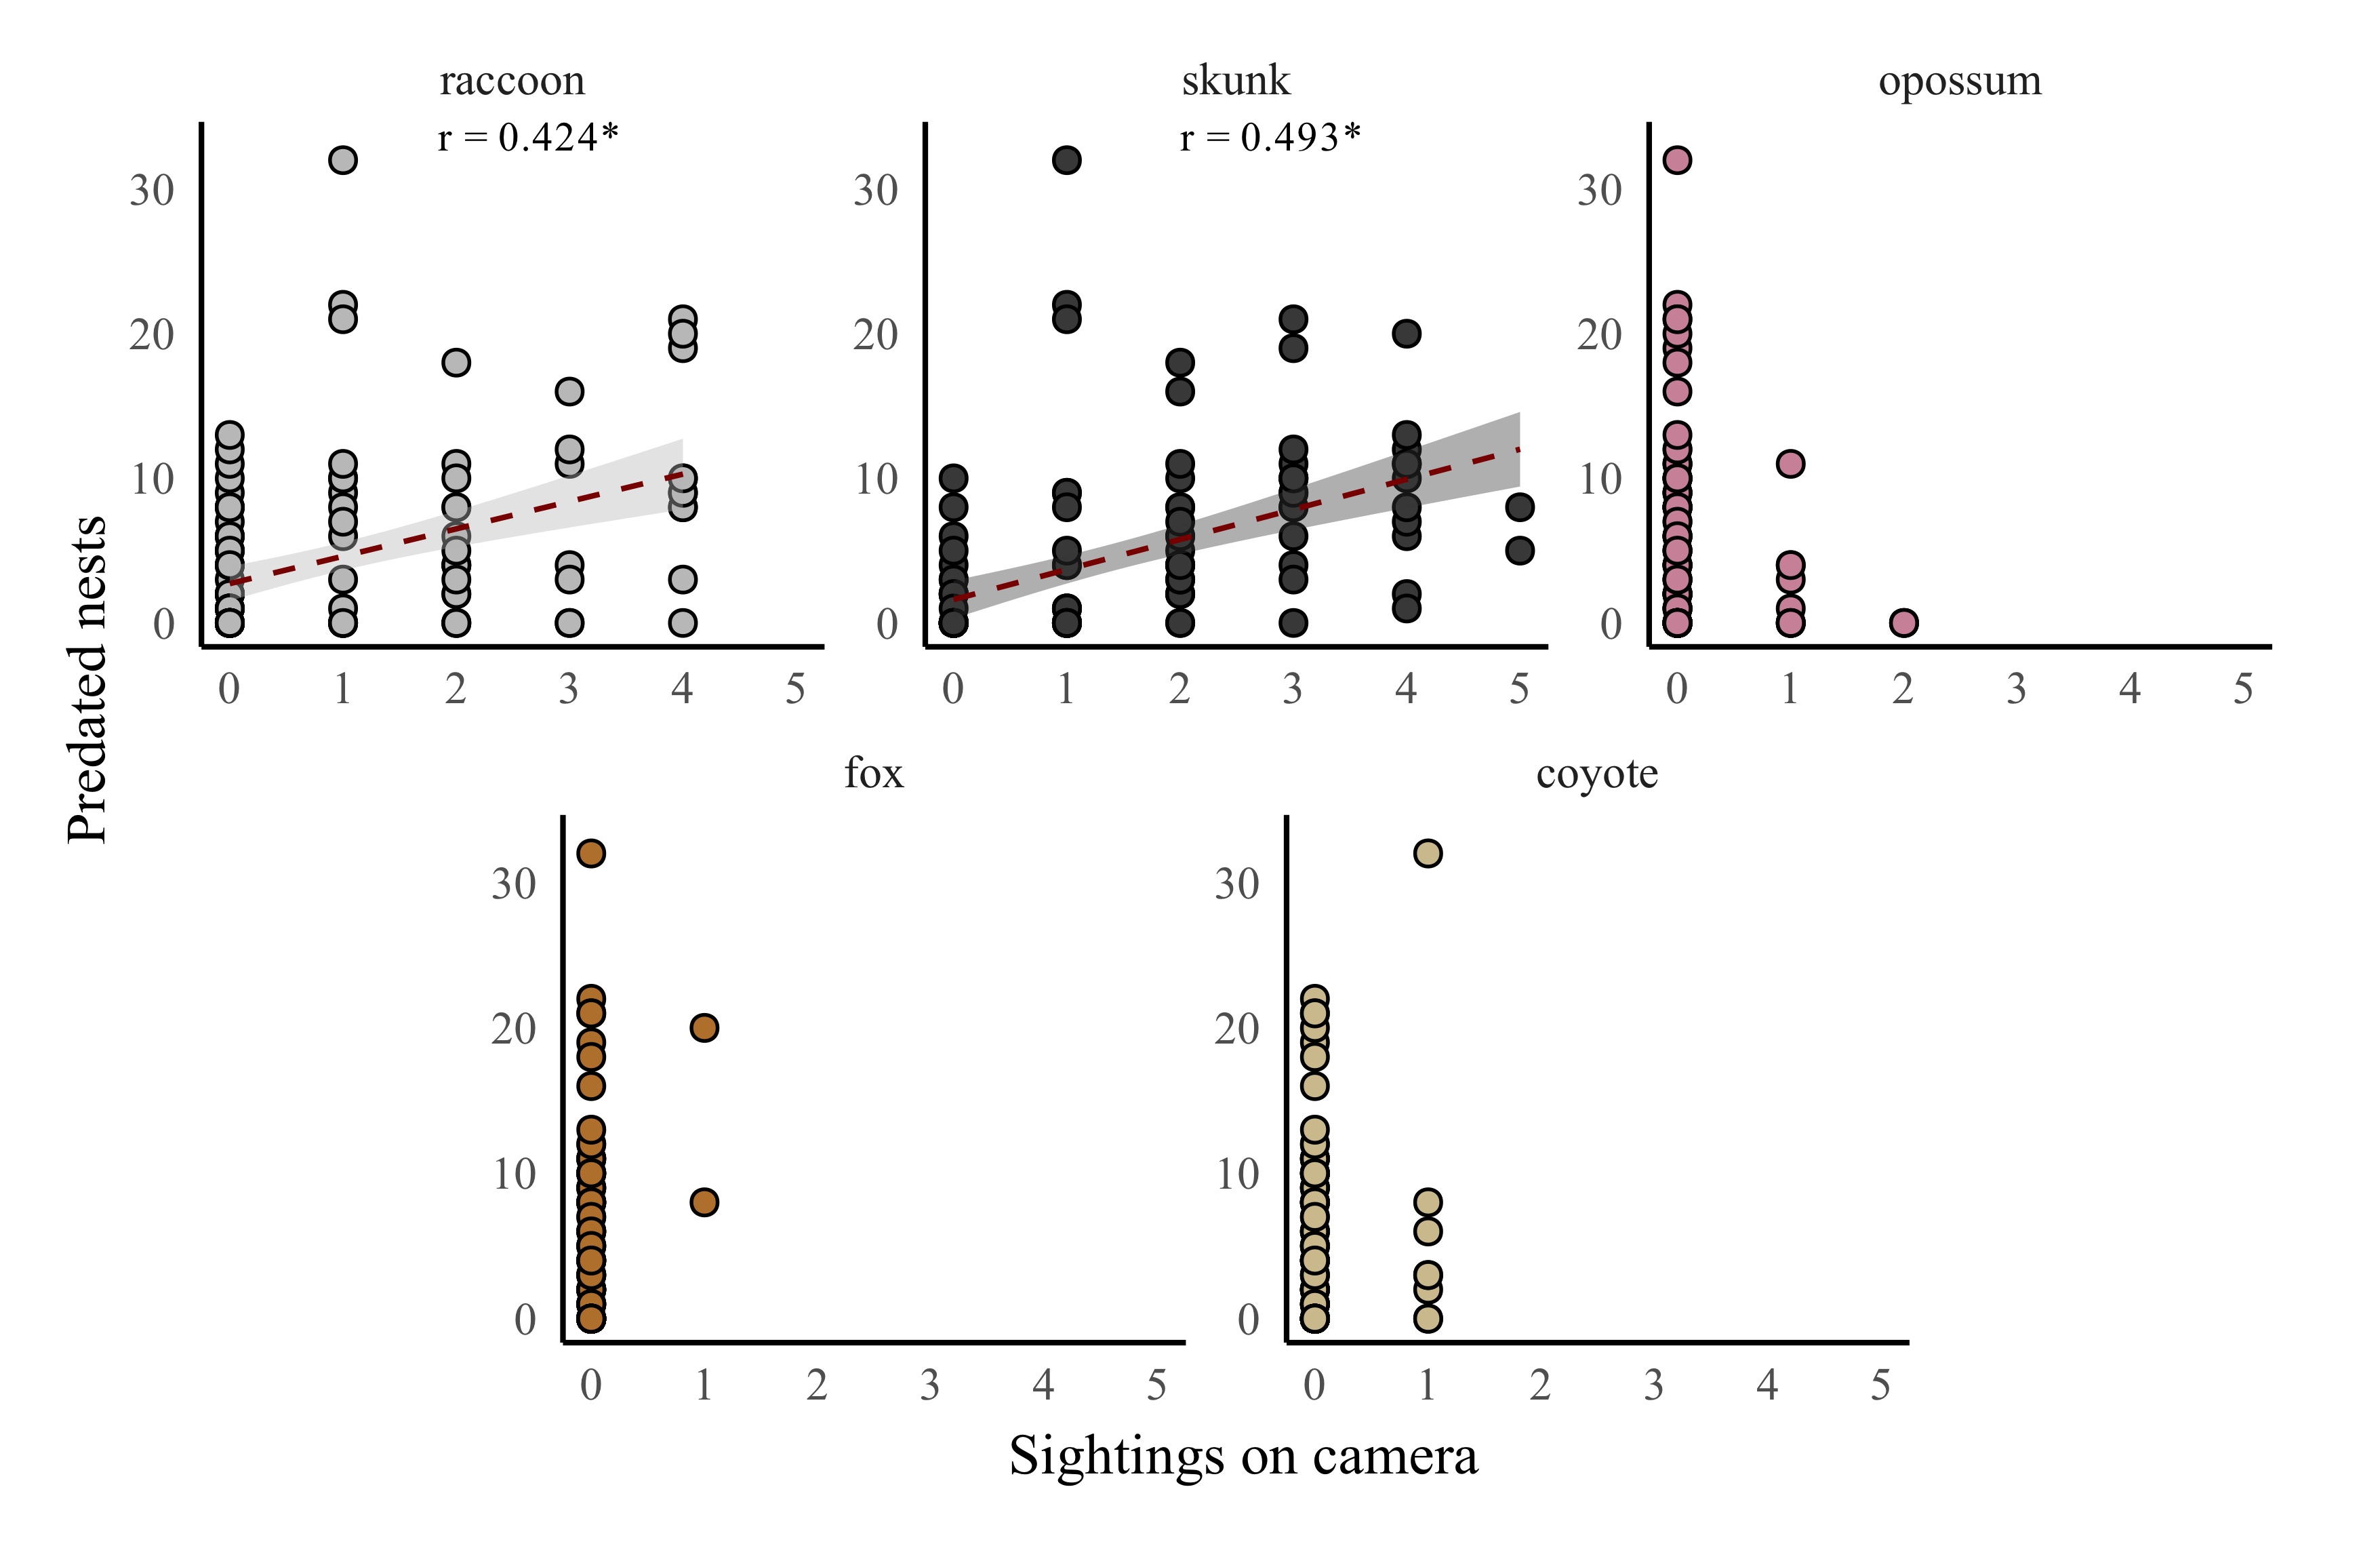 raccoon skunk opossum
r = 0.424* r = 0.493*
30 30 30
20 20 20
10 10 10
0 0 0
0 1 2 3 4 5 0 1 2 3 4 5 0 1 2 3 4 5
Predated nests
fox coyote
30 30
20 20
10 10
0 0
0 1 2 3 4 5 0 1 2 3 4 5
Sightings on camera